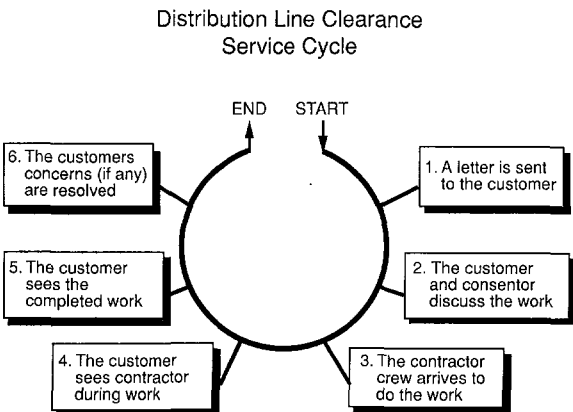 Distribution Line Clearance
Service Cycle
END START
6. The customers
concerns (if any)
are resolved
1. A letter is sent
to the customer
5. The customer
sees the
completed work
2. The customer
and consentor
discuss the work
4. The customer
sees contractor
during work
3. The contractor
crew arrives to
do the work